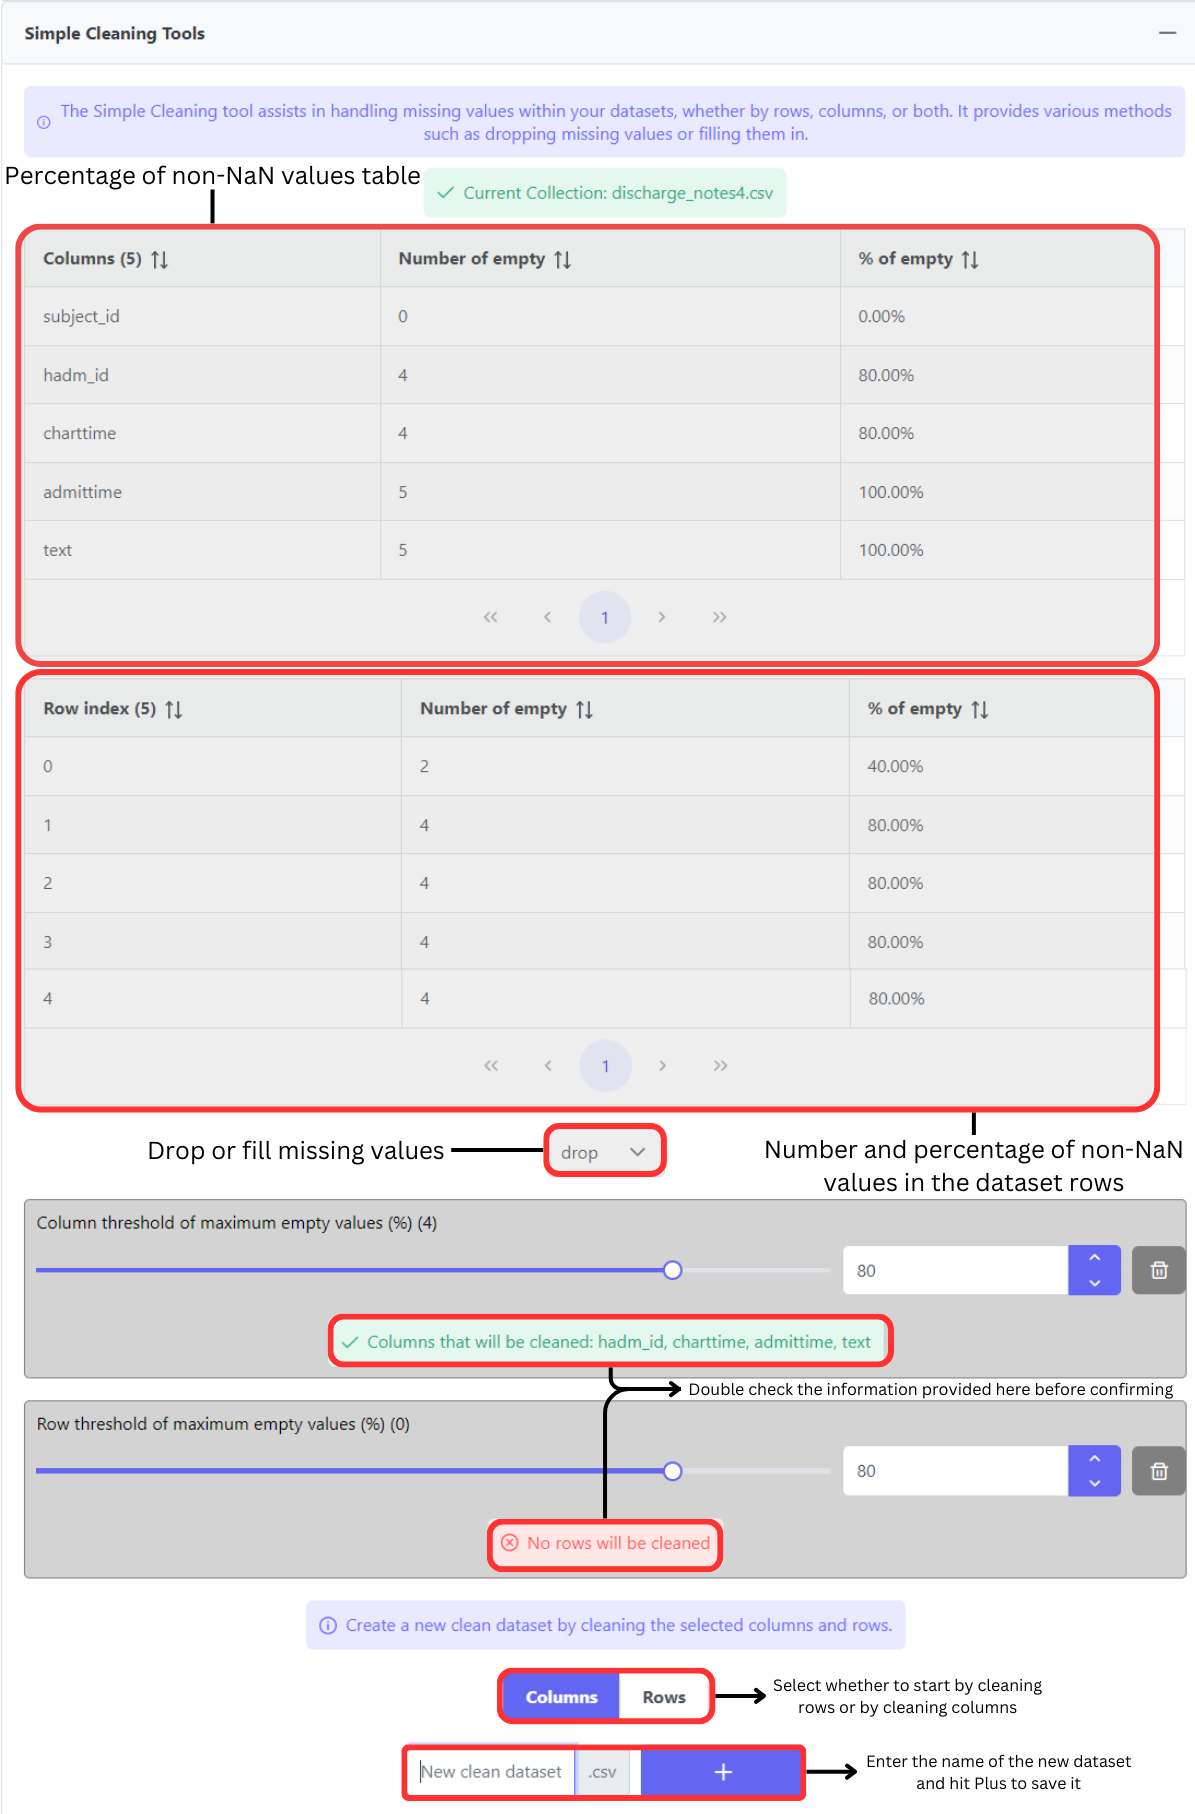 Simple Cleaning Tools
The Simple Cleaning tool assists in handling missing values within your datasets, whether by rows, columns, or both. It provides various methods
such as dropping missing values or filling them in.
Percentage of non-NaN values table
Current Collection: discharge_notes4.csv
Columns (5) Number of empty % of empty
subject_id 0 0.00%
hadm_id 4 80.00%
charttime 4 80.00%
admittime 5 100.00%
text 5 100.00%
« ‹ 1 › »
Row index (5) Number of empty % of empty
0 2 40.00%
1 4 80.00%
2 4 80.00%
3 4 80.00%
4 4 80.00%
« ‹ 1 › »
Drop or fill missing values
drop
Number and percentage of non-NaN
values in the dataset rows
Column threshold of maximum empty values (%) (4)
80
Columns that will be cleaned: hadm_id, charttime, admittime, text
Double check the information provided here before confirming
Row threshold of maximum empty values (%) (0)
80
No rows will be cleaned
Create a new clean dataset by cleaning the selected columns and rows.
Columns Rows
Select whether to start by cleaning
rows or by cleaning columns
New clean dataset .csv +
Enter the name of the new dataset
and hit Plus to save it